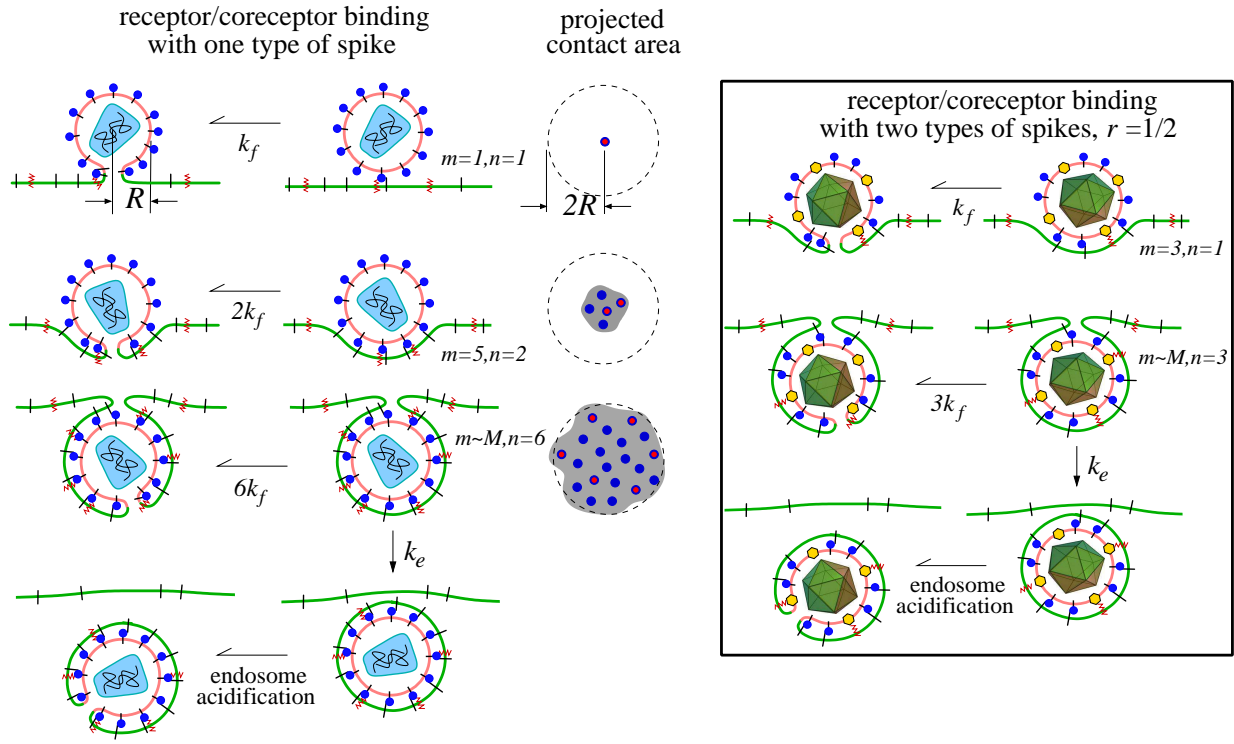 receptor/coreceptor binding
with one type of spike
projected
contact area
k_f
m=1,n=1
R
2R
2k_f
m=5,n=2
6k_f
m~M,n=6
k_e
endosome
acidification
receptor/coreceptor binding
with two types of spikes, r =1/2
k_f
m=3,n=1
3k_f
m~M,n=3
k_e
endosome
acidification